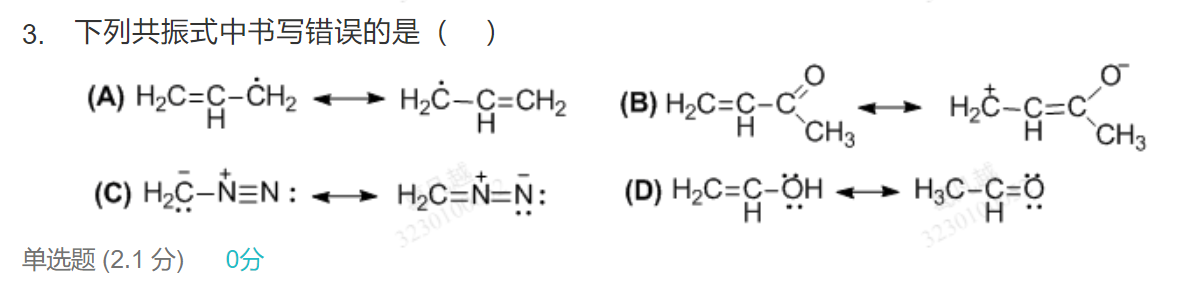 3. 下列共振式中书写错误的是（ ）
(A) H₂C=C-ĊH₂ ⟷ H₂Ċ-C=CH₂ (B) H₂C=C-C O CH₃ ⟷ H₂C⁺-C=C O⁻ CH₃
H H H H
(C) H₂C̄-N⁺≡N : ⟷ H₂C=N⁺=N̄: (D) H₂C=C-ÖH ⟷ H₃C-C=Ö
H H
单选题 (2.1 分) 0分